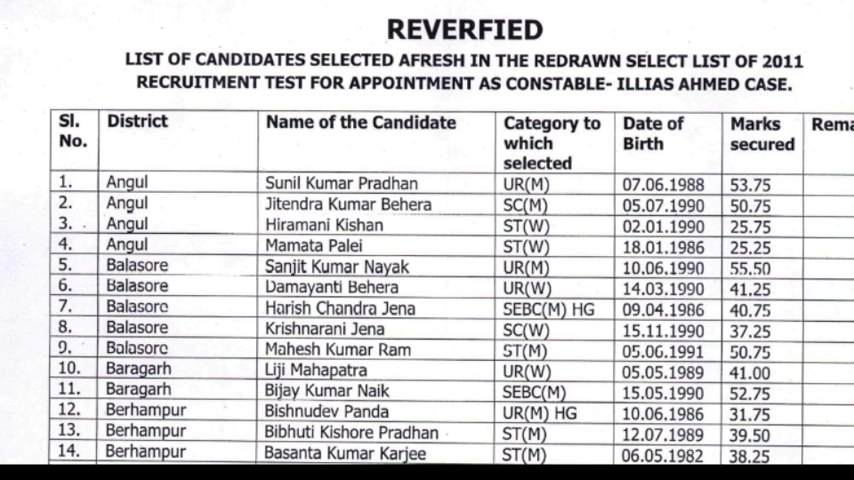 REVERFIED
LIST OF CANDIDATES SELECTED AFRESH IN THE REDRAWN SELECT LIST OF 2011
RECRUITMENT TEST FOR APPOINTMENT AS CONSTABLE- ILLIAS AHMED CASE.
Sl. No. District Name of the Candidate Category to which selected Date of Birth Marks secured
1. Angul Sunil Kumar Pradhan UR(M) 07.06.1988 53.75
2. Angul Jitendra Kumar Behera SC(M) 05.07.1990 50.75
3. Angul Hiramani Kishan ST(W) 02.01.1990 25.75
4. Angul Mamata Palei ST(W) 18.01.1986 25.25
5. Balasore Sanjit Kumar Nayak UR(M) 10.06.1990 55.50
6. Balasore Damayanti Behera UR(W) 14.03.1990 41.25
7. Balasore Harish Chandra Jena SEBC(M) HG 09.04.1986 40.75
8. Balasore Krishnarani Jena SC(W) 15.11.1990 37.25
9. Balasore Mahesh Kumar Ram ST(M) 05.06.1991 50.75
10. Baragarh Liji Mahapatra UR(W) 05.05.1989 41.00
11. Baragarh Bijay Kumar Naik SEBC(M) 15.05.1990 52.75
12. Berhampur Bishnudev Panda UR(M) HG 10.06.1986 31.75
13. Berhampur Bibhuti Kishore Pradhan ST(M) 12.07.1989 39.50
14. Berhampur Basanta Kumar Karjee ST(M) 06.05.1982 38.25